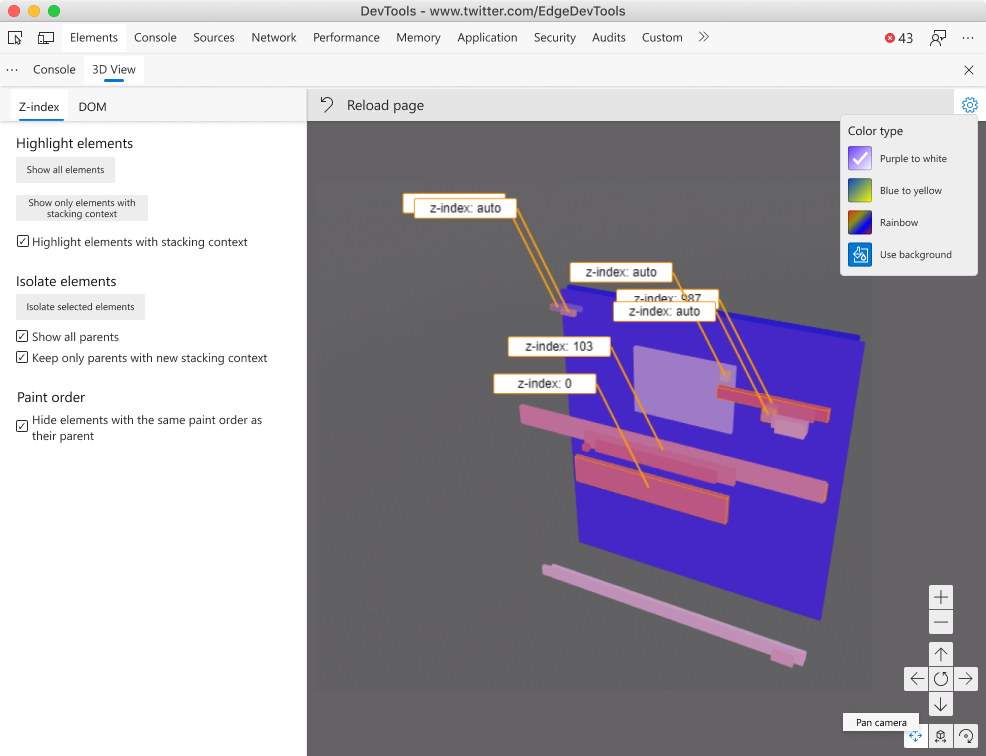 DevTools - www.twitter.com/EdgeDevTools
Elements Console Sources Network Performance Memory Application Security Audits Custom 43
Console 3D View
Z-index DOM
Reload page
Highlight elements
Show all elements
Show only elements with
stacking context
Highlight elements with stacking context
Isolate elements
Isolate selected elements
Show all parents
Keep only parents with new stacking context
Paint order
Hide elements with the same paint order as
their parent
Color type
Purple to white
Blue to yellow
Rainbow
Use background
z-index: auto
z-index: auto
z-index: 987
z-index: auto
z-index: 103
z-index: 0
Pan camera